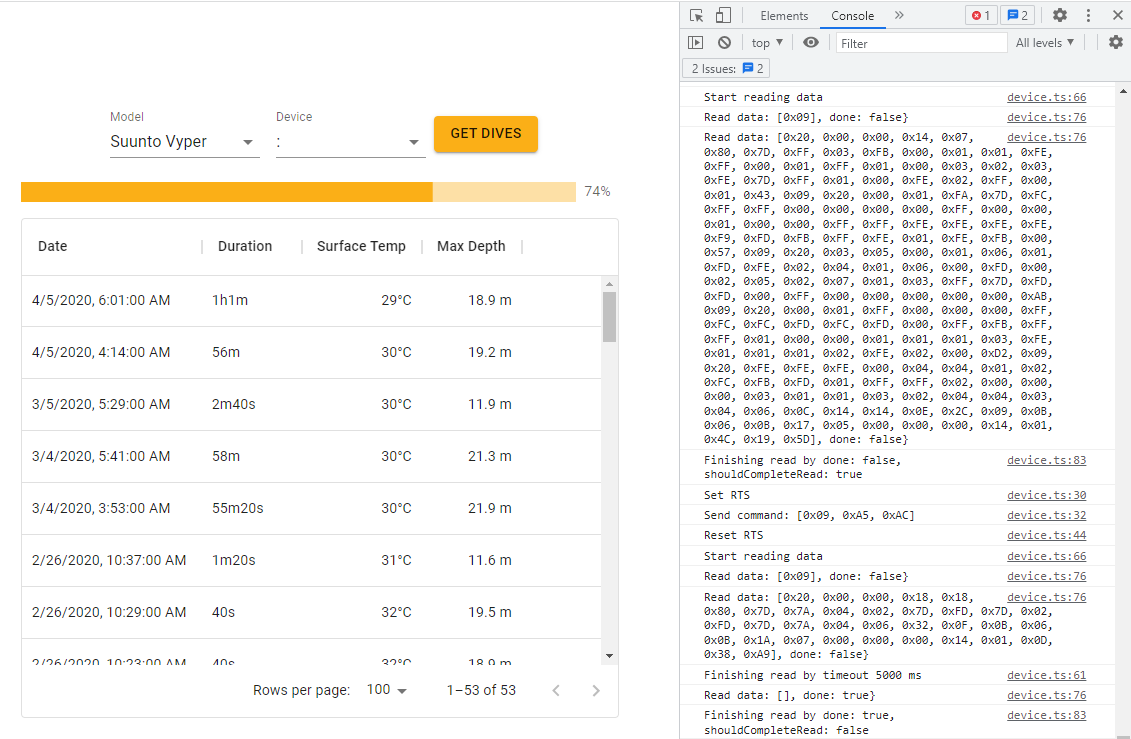 Model
Device
Suunto Vyper
:
GET DIVES
74%
Date
Duration
Surface Temp
Max Depth
4/5/2020, 6:01:00 AM 1h1m 29°C 18.9 m
4/5/2020, 4:14:00 AM 56m 30°C 19.2 m
3/5/2020, 5:29:00 AM 2m40s 30°C 11.9 m
3/4/2020, 5:41:00 AM 58m 30°C 21.3 m
3/4/2020, 3:53:00 AM 55m20s 30°C 21.9 m
2/26/2020, 10:37:00 AM 1m20s 31°C 11.6 m
2/26/2020, 10:29:00 AM 40s 32°C 19.5 m
2/26/2020, 10:23:00 AM 40s 32°C 18.9 m
Rows per page: 100 1–53 of 53
Elements Console » 1 2
top Filter All levels
2 Issues: 2
Start reading data device.ts:66
Read data: [0x09], done: false} device.ts:76
Read data: [0x20, 0x00, 0x00, 0x14, 0x07, device.ts:76
0x80, 0x7D, 0xFF, 0x03, 0xFB, 0x00, 0x01, 0x01, 0xFE,
0xFF, 0x00, 0x01, 0xFF, 0x01, 0x00, 0x03, 0x02, 0x03,
0xFE, 0x7D, 0xFF, 0x01, 0x00, 0xFE, 0x02, 0xFF, 0x00,
0x01, 0x43, 0x09, 0x20, 0x00, 0x01, 0xFA, 0x7D, 0xFC,
0xFF, 0xFF, 0x00, 0x00, 0x00, 0x00, 0xFF, 0x00, 0x00,
0x01, 0x00, 0x00, 0xFF, 0xFF, 0xFE, 0xFE, 0xFE, 0xFE,
0xF9, 0xFD, 0xFB, 0xFF, 0xFE, 0x01, 0xFE, 0xFB, 0x00,
0x57, 0x09, 0x20, 0x03, 0x05, 0x00, 0x01, 0x06, 0x01,
0xFD, 0xFE, 0x02, 0x04, 0x01, 0x06, 0x00, 0xFD, 0x00,
0x02, 0x05, 0x02, 0x07, 0x01, 0x03, 0xFF, 0x7D, 0xFD,
0xFD, 0x00, 0xFF, 0x00, 0x00, 0x00, 0x00, 0x00, 0xAB,
0x09, 0x20, 0x00, 0x01, 0xFF, 0x00, 0x00, 0x00, 0xFF,
0xFC, 0xFC, 0xFD, 0xFC, 0xFD, 0x00, 0xFF, 0xFB, 0xFF,
0xFF, 0x01, 0x00, 0x00, 0x01, 0x01, 0x01, 0x03, 0xFE,
0x01, 0x01, 0x01, 0x02, 0xFE, 0x02, 0x00, 0xD2, 0x09,
0x20, 0xFE, 0xFE, 0xFE, 0x00, 0x04, 0x04, 0x01, 0x02,
0xFC, 0xFB, 0xFD, 0x01, 0xFF, 0xFF, 0x02, 0x00, 0x00,
0x00, 0x03, 0x01, 0x01, 0x03, 0x02, 0x04, 0x04, 0x03,
0x04, 0x06, 0x0C, 0x14, 0x14, 0x0E, 0x2C, 0x09, 0x0B,
0x06, 0x0B, 0x17, 0x05, 0x00, 0x00, 0x00, 0x14, 0x01,
0x4C, 0x19, 0x5D], done: false}
Finishing read by done: false, device.ts:83
shouldCompleteRead: true
Set RTS device.ts:30
Send command: [0x09, 0xA5, 0xAC] device.ts:32
Reset RTS device.ts:44
Start reading data device.ts:66
Read data: [0x09], done: false} device.ts:76
Read data: [0x20, 0x00, 0x00, 0x18, 0x18, device.ts:76
0x80, 0x7D, 0x7A, 0x04, 0x02, 0x7D, 0xFD, 0x7D, 0x02,
0xFD, 0x7D, 0x7A, 0x04, 0x06, 0x32, 0x0F, 0x0B, 0x06,
0x0B, 0x1A, 0x07, 0x00, 0x00, 0x00, 0x14, 0x01, 0x0D,
0x38, 0xA9], done: false}
Finishing read by timeout 5000 ms device.ts:61
Read data: [], done: true} device.ts:76
Finishing read by done: true, device.ts:83
shouldCompleteRead: false